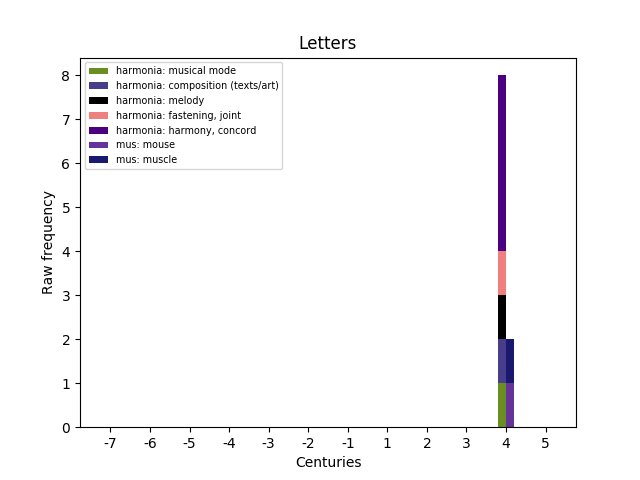 Letters
harmonia: musical mode
harmonia: composition (texts/art)
harmonia: melody
harmonia: fastening, joint
harmonia: harmony, concord
mus: mouse
mus: muscle
8
7
6
5
4
3
2
1
0
Raw frequency
-7 -6 -5 -4 -3 -2 -1 1 2 3 4 5
Centuries